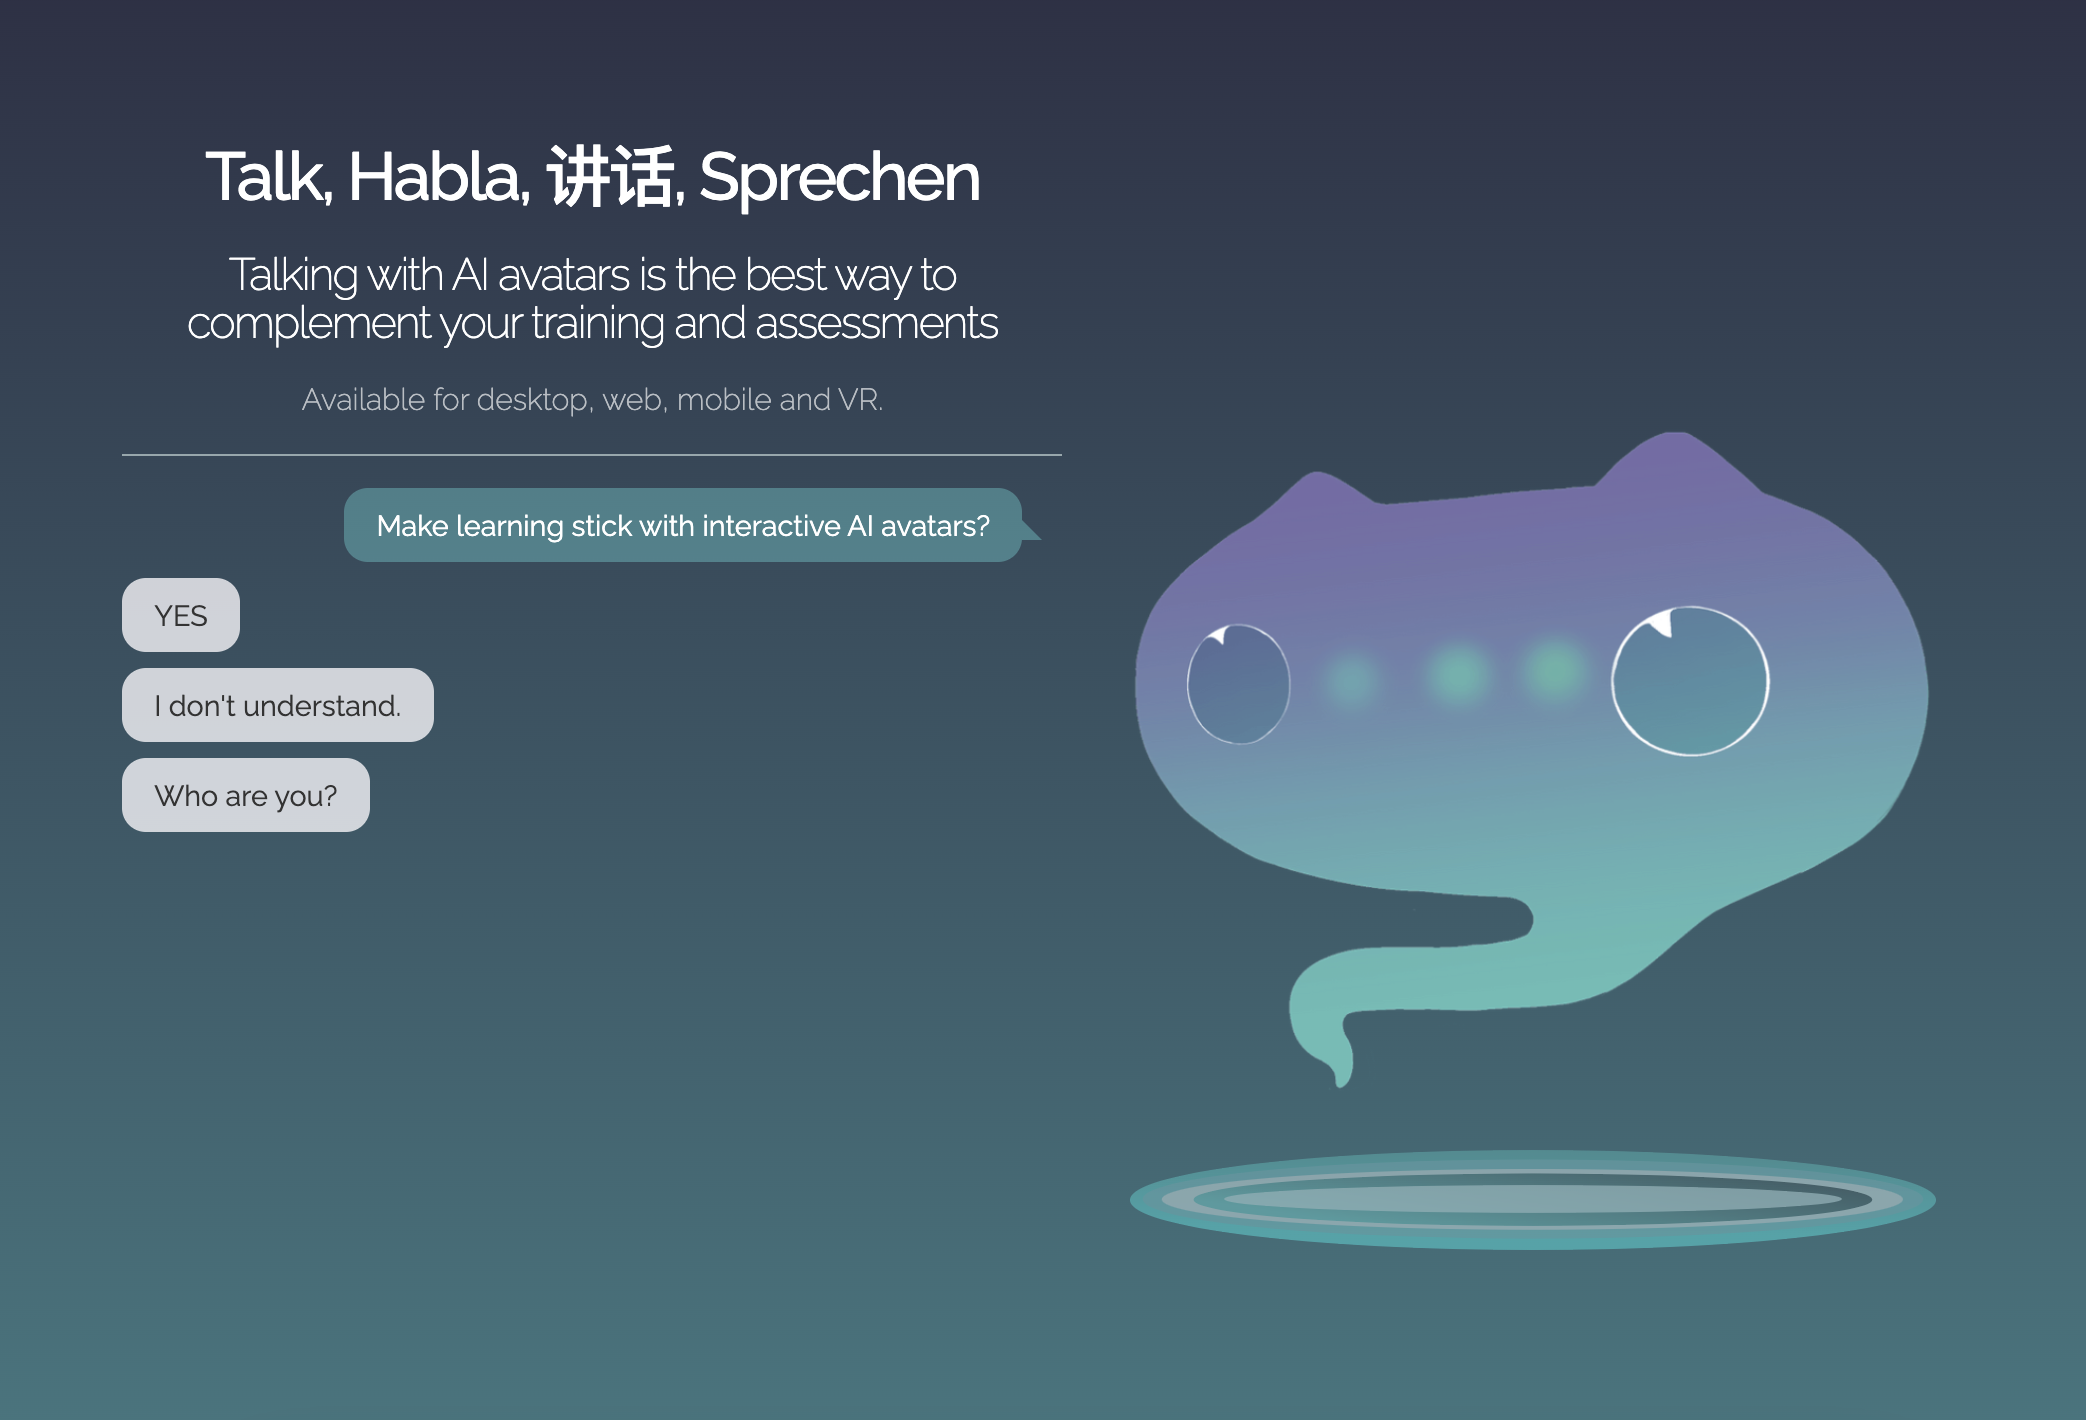 Talk, Habla, 讲话, Sprechen
Talking with AI avatars is the best way to
complement your training and assessments
Available for desktop, web, mobile and VR.
Make learning stick with interactive AI avatars?
YES
I don't understand.
Who are you?